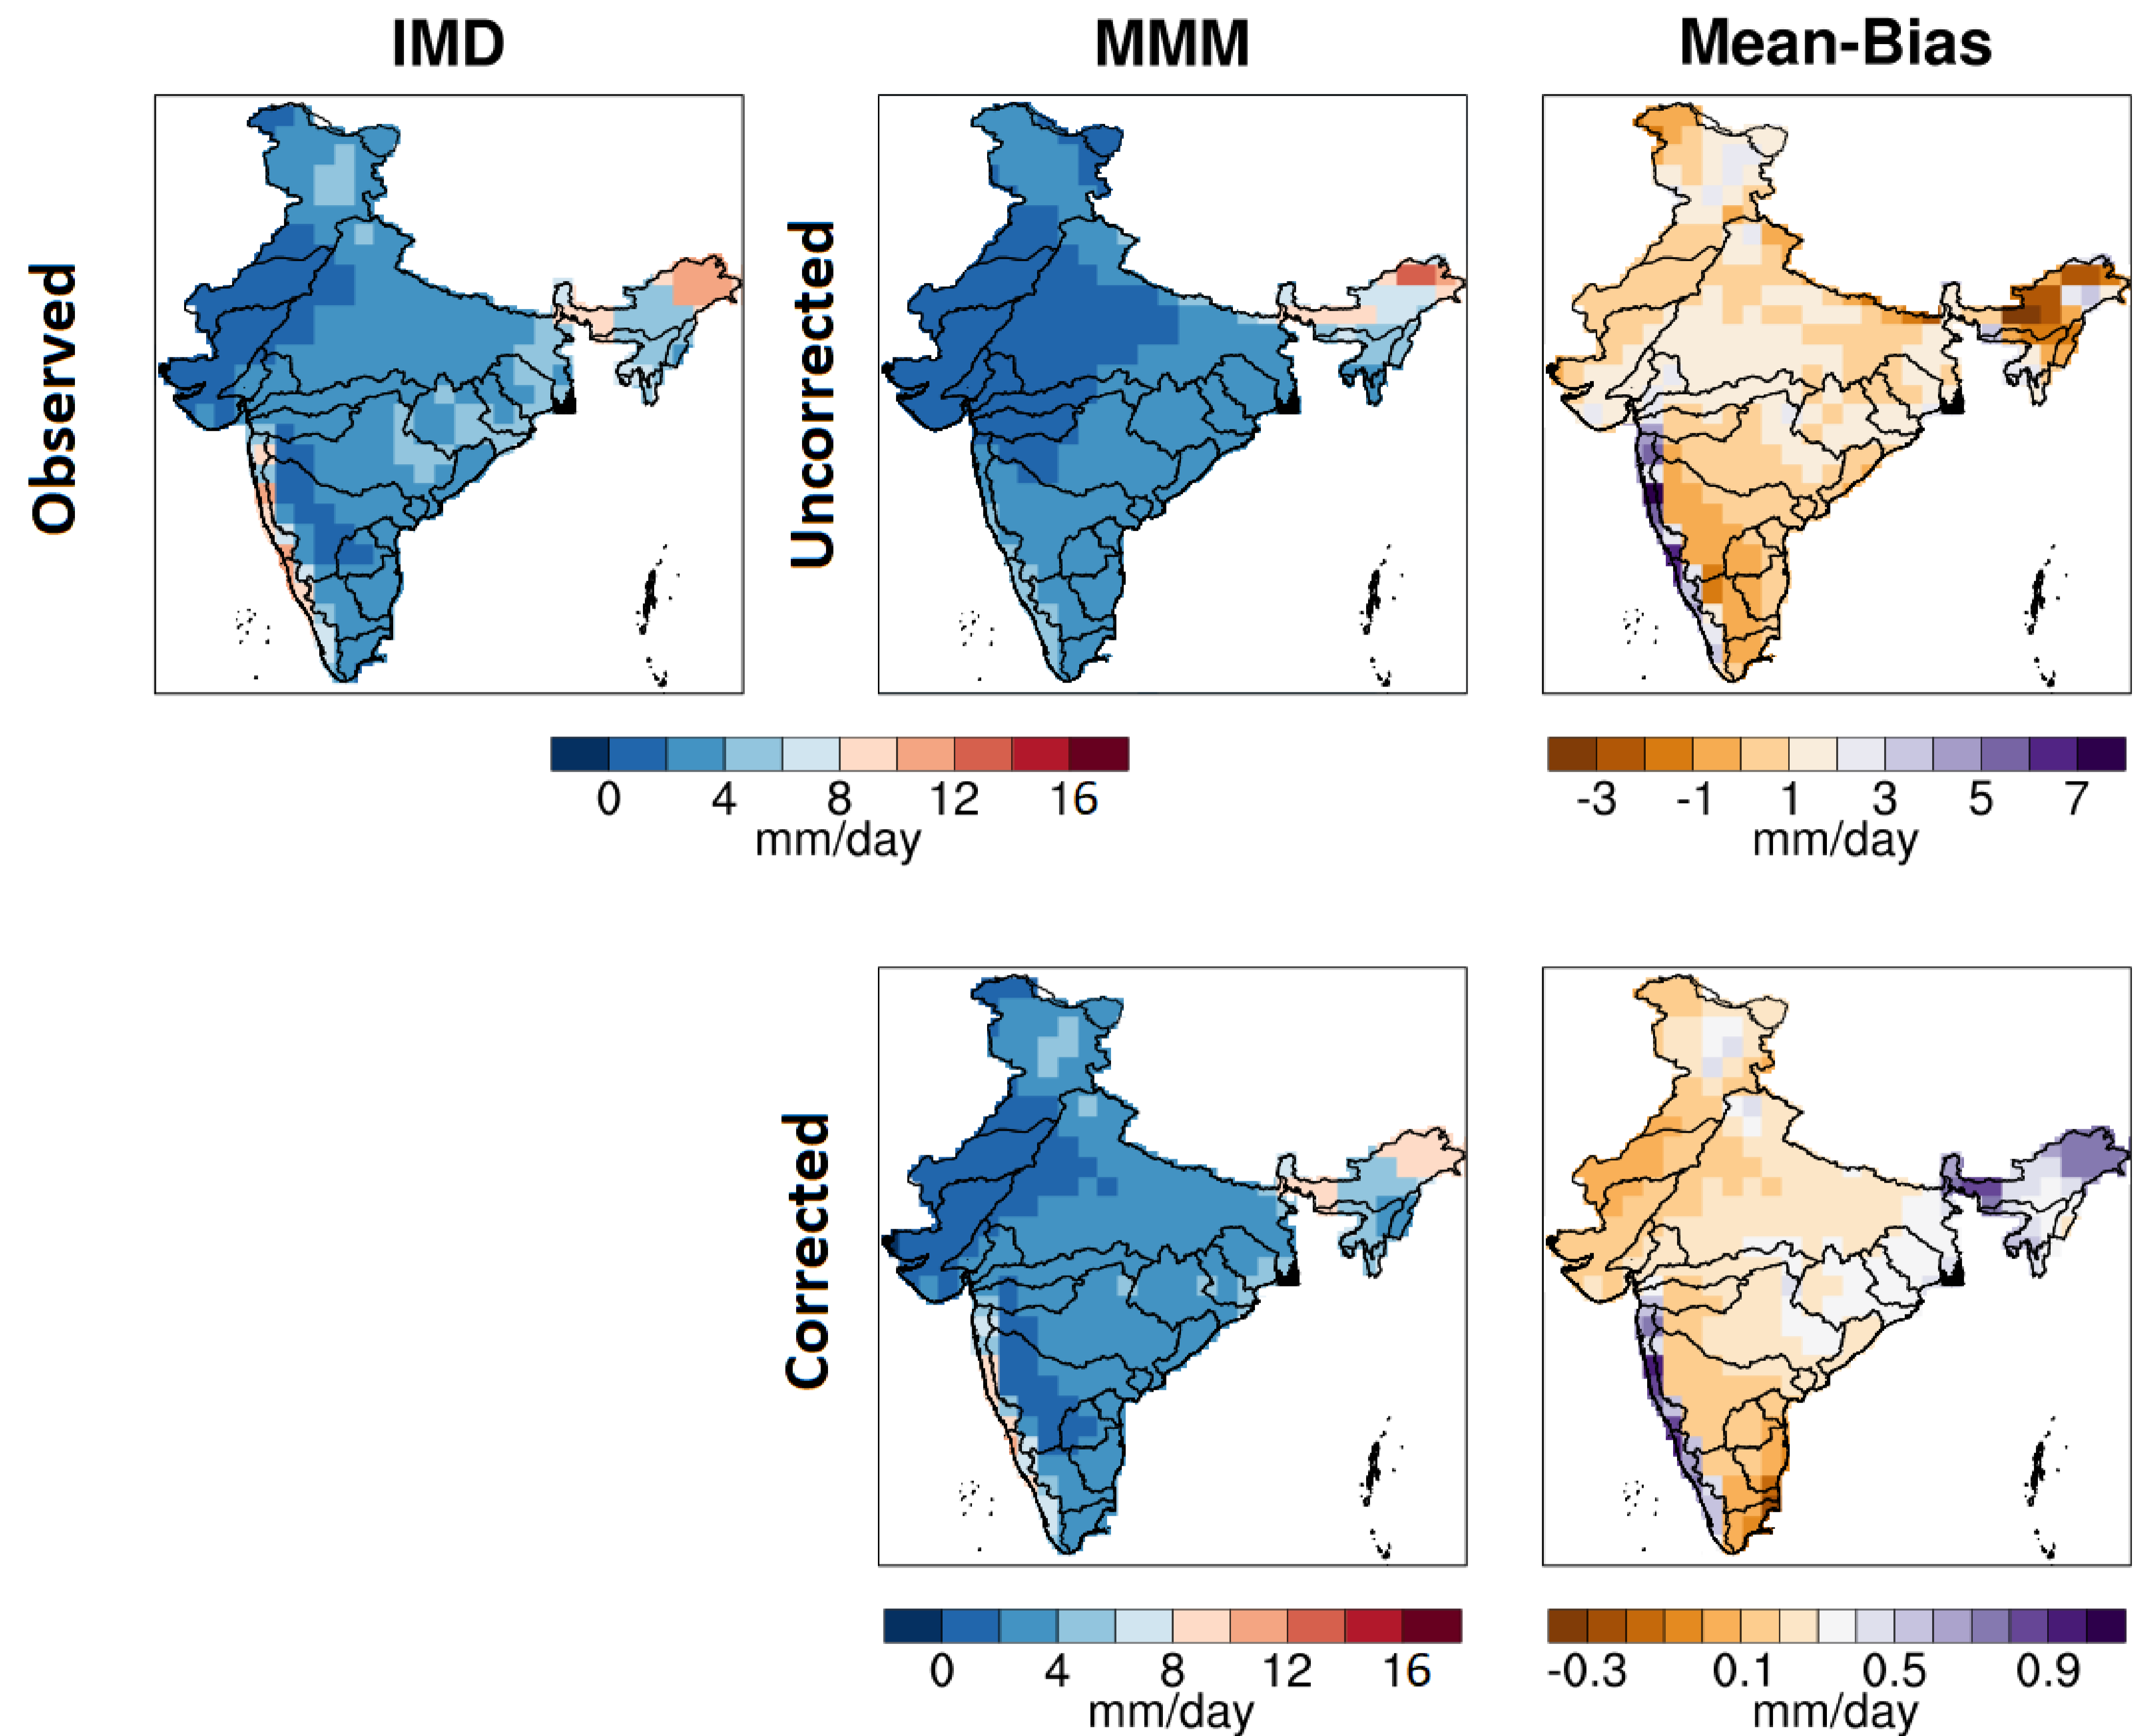 IMD
MMM
Mean-Bias
Observed
Uncorrected
0 4 8 12 16
mm/day
-3 -1 1 3 5 7
mm/day
Corrected
0 4 8 12 16
mm/day
-0.3 0.1 0.5 0.9
mm/day